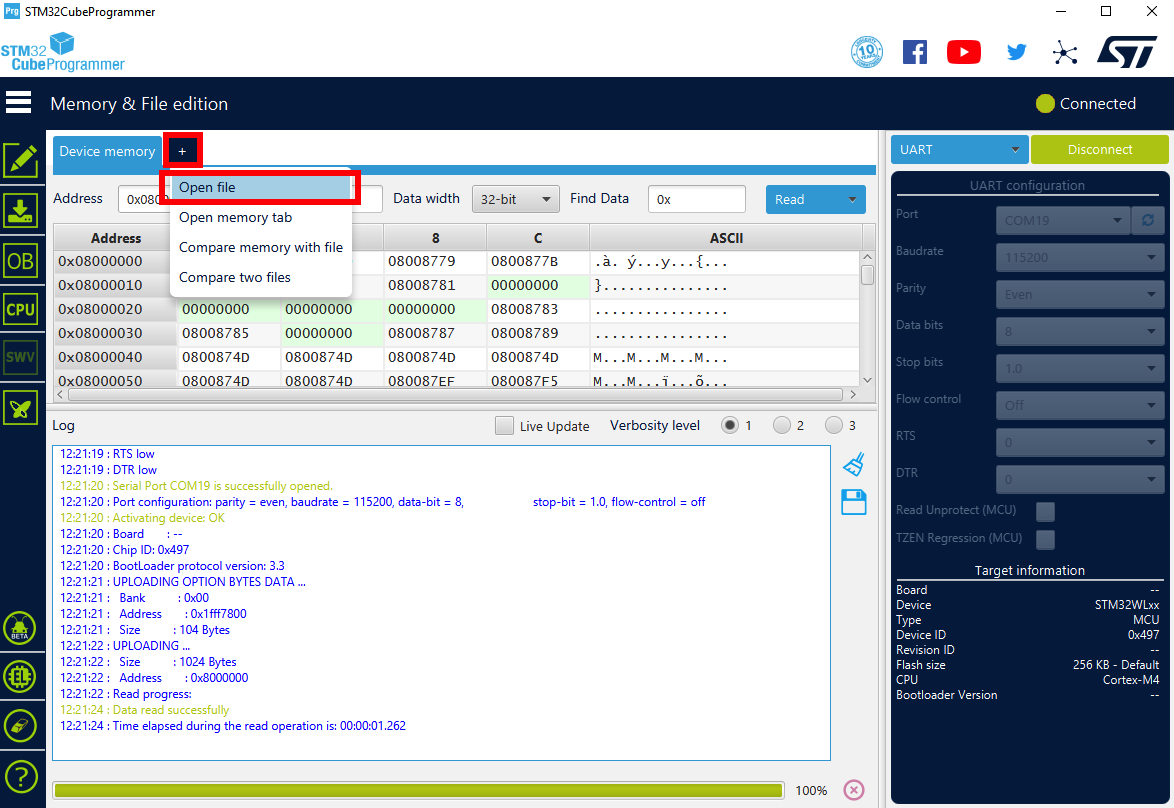 Prg STM32CubeProgrammer
STM32
CubeProgrammer
10
ST
Memory & File edition
Connected
Device memory
+
UART
Disconnect
Open file
Open memory tab
Compare memory with file
Compare two files
Address
0x0800
Data width
32-bit
Find Data
0x
Read
Address 8 C ASCII
0x08000000 08008779 0800877B .à. ý...y...{...
0x08000010 08008781 00000000 }...............
0x08000020 00000000 00000000 00000000 08008783 ................
0x08000030 08008785 00000000 08008787 08008789 ................
0x08000040 0800874D 0800874D 0800874D 0800874D M...M...M...M...
0x08000050 0800874D 0800874D 080087EF 080087F5 M...M...ï...õ...
OB
CPU
SWV
BETA
?
Log
Live Update
Verbosity level
1
2
3
12:21:19 : RTS low
12:21:19 : DTR low
12:21:20 : Serial Port COM19 is successfully opened.
12:21:20 : Port configuration: parity = even, baudrate = 115200, data-bit = 8, stop-bit = 1.0, flow-control = off
12:21:20 : Activating device: OK
12:21:20 : Board : --
12:21:20 : Chip ID: 0x497
12:21:20 : BootLoader protocol version: 3.3
12:21:21 : UPLOADING OPTION BYTES DATA ...
12:21:21 : Bank : 0x00
12:21:21 : Address : 0x1fff7800
12:21:21 : Size : 104 Bytes
12:21:22 : UPLOADING ...
12:21:22 : Size : 1024 Bytes
12:21:22 : Address : 0x8000000
12:21:22 : Read progress:
12:21:24 : Data read successfully
12:21:24 : Time elapsed during the read operation is: 00:00:01.262
100%
UART configuration
Port COM19
Baudrate 115200
Parity Even
Data bits 8
Stop bits 1.0
Flow control Off
RTS 0
DTR 0
Read Unprotect (MCU)
TZEN Regression (MCU)
Target information
Board --
Device STM32WLxx
Type MCU
Device ID 0x497
Revision ID --
Flash size 256 KB - Default
CPU Cortex-M4
Bootloader Version --